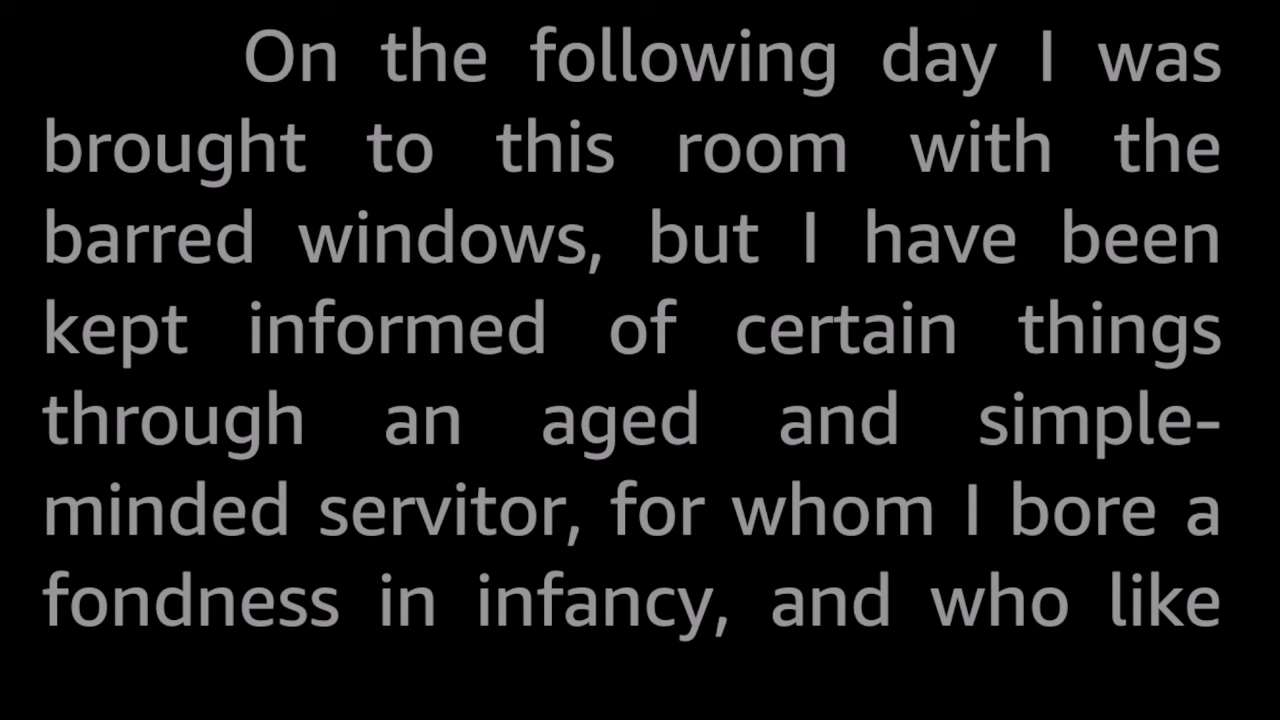 On the following day I was
brought to this room with the
barred windows, but I have been
kept informed of certain things
through an aged and simple-
minded servitor, for whom I bore a
fondness in infancy, and who like